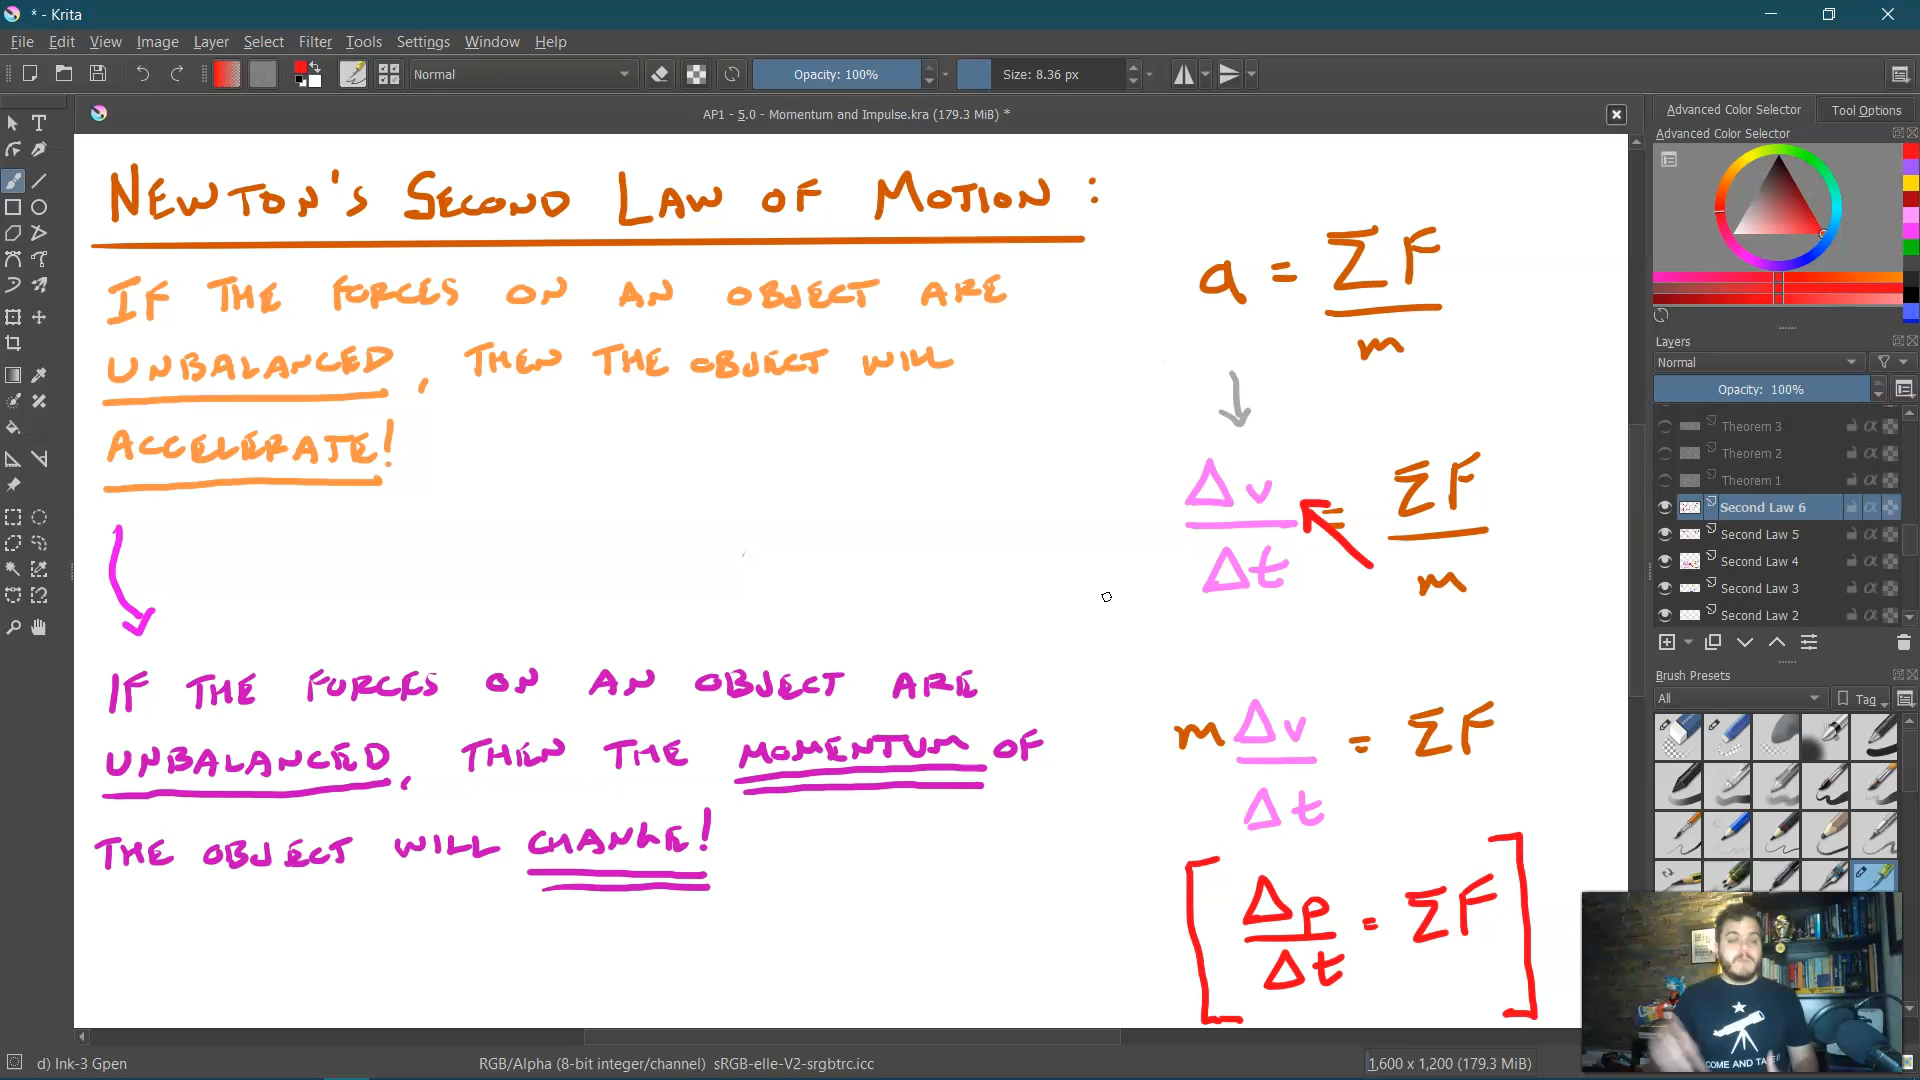 * - Krita
File Edit View Image Layer Select Filter Tools Settings Window Help
Normal
Opacity: 100%
Size: 8.36 px
AP1 - 5.0 - Momentum and Impulse.kra (179.3 MiB) *
Advanced Color Selector
Tool Options
Advanced Color Selector
NEWTON'S SECOND LAW OF MOTION :
IF THE FORCES ON AN OBJECT ARE
UNBALANCED, THEN THE OBJECT WILL
ACCELERATE!
IF THE FORCES ON AN OBJECT ARE
UNBALANCED, THEN THE MOMENTUM OF
THE OBJECT WILL CHANGE!
a = ΣF
m
Δv = ΣF
Δt m
m Δv = ΣF
Δt
[Δp = ΣF]
Δt
Layers
Normal
Opacity: 100%
Theorem 3
Theorem 2
Theorem 1
Second Law 6
Second Law 5
Second Law 4
Second Law 3
Second Law 2
Brush Presets
All
Tag
COME AND TAKE
d) Ink-3 Gpen
RGB/Alpha (8-bit integer/channel) sRGB-elle-V2-srgbtrc.icc
1,600 x 1,200 (179.3 MiB)